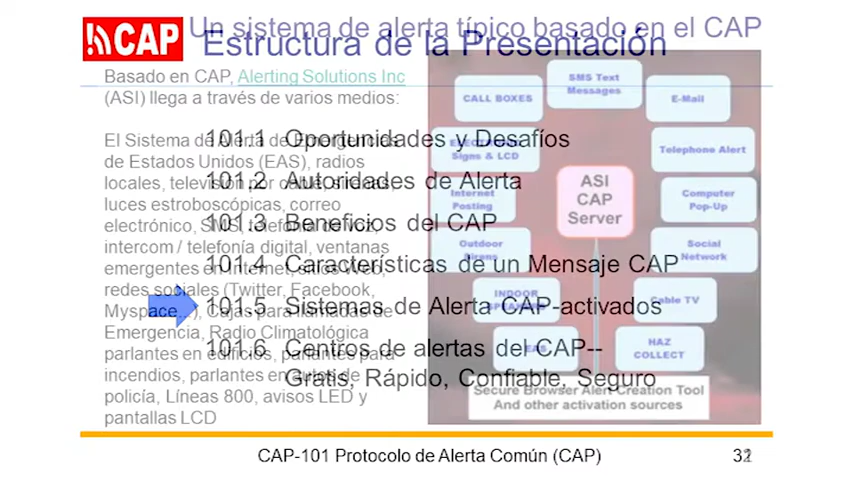 CAP
Un sistema de alerta típico basado en el CAP
Estructura de la Presentación
Basado en CAP, Alerting Solutions Inc
(ASI) llega a través de varios medios:
El Sistema de Alerta de Emergencias
de Estados Unidos (EAS), radios
locales, televisión por cable, sirenas,
luces estroboscópicas, correo
electrónico, SMS, telefonía de voz,
intercom / telefonía digital, ventanas
emergentes en Internet, sitios Web,
redes sociales (Twitter, Facebook,
Myspace...), Cajas para llamadas de
Emergencia, Radio Climatológica
parlantes en edificios, parlantes para
incendios, parlantes en autos de
policía, Líneas 800, avisos LED y
pantallas LCD
101.1 Oportunidades y Desafíos
101.2 Autoridades de Alerta
101.3 Beneficios del CAP
101.4 Características de un Mensaje CAP
101.5 Sistemas de Alerta CAP-activados
101.6 Centros de alertas del CAP--
Gratis, Rápido, Confiable, Seguro
SMS Text
Messages
CALL BOXES
E-Mail
Signs & LCD
Telephone Alert
ASI
CAP
Server
Internet
Posting
Computer
Pop-Up
Outdoor
Sirens
Social
Network
INDOOR
Cable TV
EAS
HAZ
COLLECT
Secure Browser Alert Creation Tool
And other activation sources
CAP-101 Protocolo de Alerta Común (CAP)